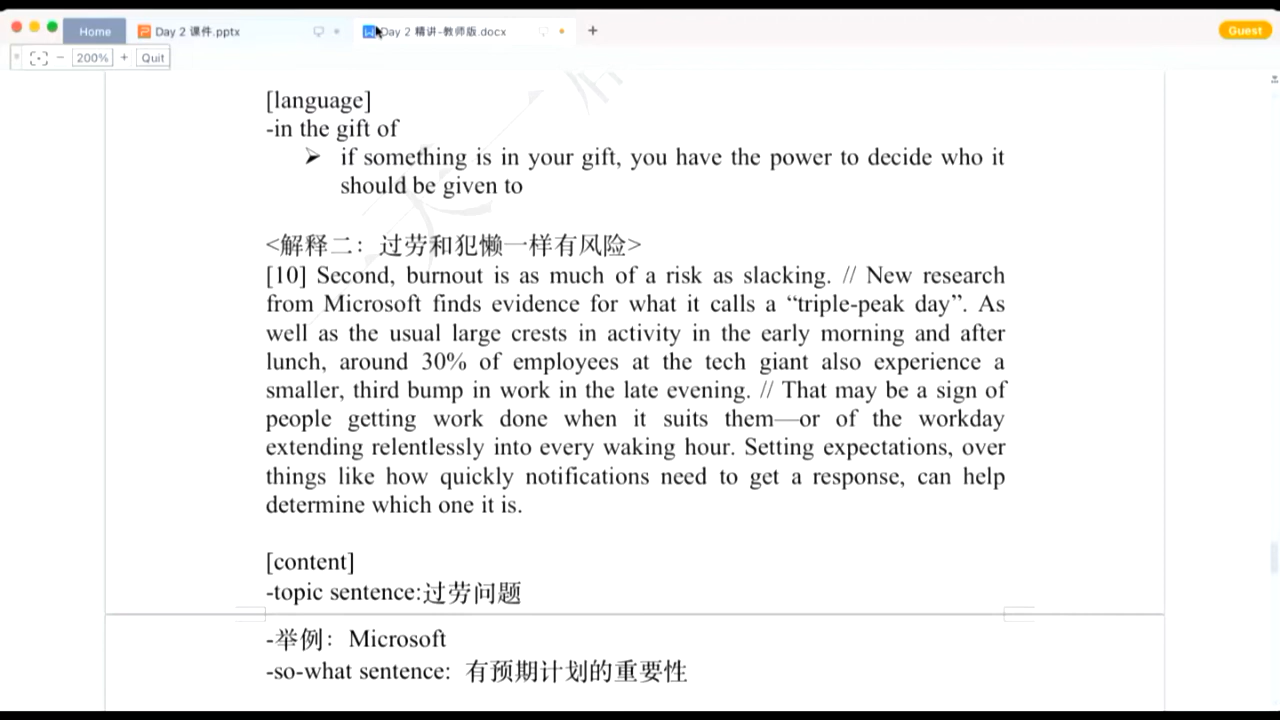 Home
Day 2 课件.pptx
Day 2 精讲-教师版.docx
Guest
200%
Quit
[language]
-in the gift of
➢ if something is in your gift, you have the power to decide who it
should be given to
<解释二：过劳和犯懒一样有风险>
[10] Second, burnout is as much of a risk as slacking. // New research
from Microsoft finds evidence for what it calls a “triple-peak day”. As
well as the usual large crests in activity in the early morning and after
lunch, around 30% of employees at the tech giant also experience a
smaller, third bump in work in the late evening. // That may be a sign of
people getting work done when it suits them—or of the workday
extending relentlessly into every waking hour. Setting expectations, over
things like how quickly notifications need to get a response, can help
determine which one it is.
[content]
-topic sentence:过劳问题
-举例：Microsoft
-so-what sentence: 有预期计划的重要性